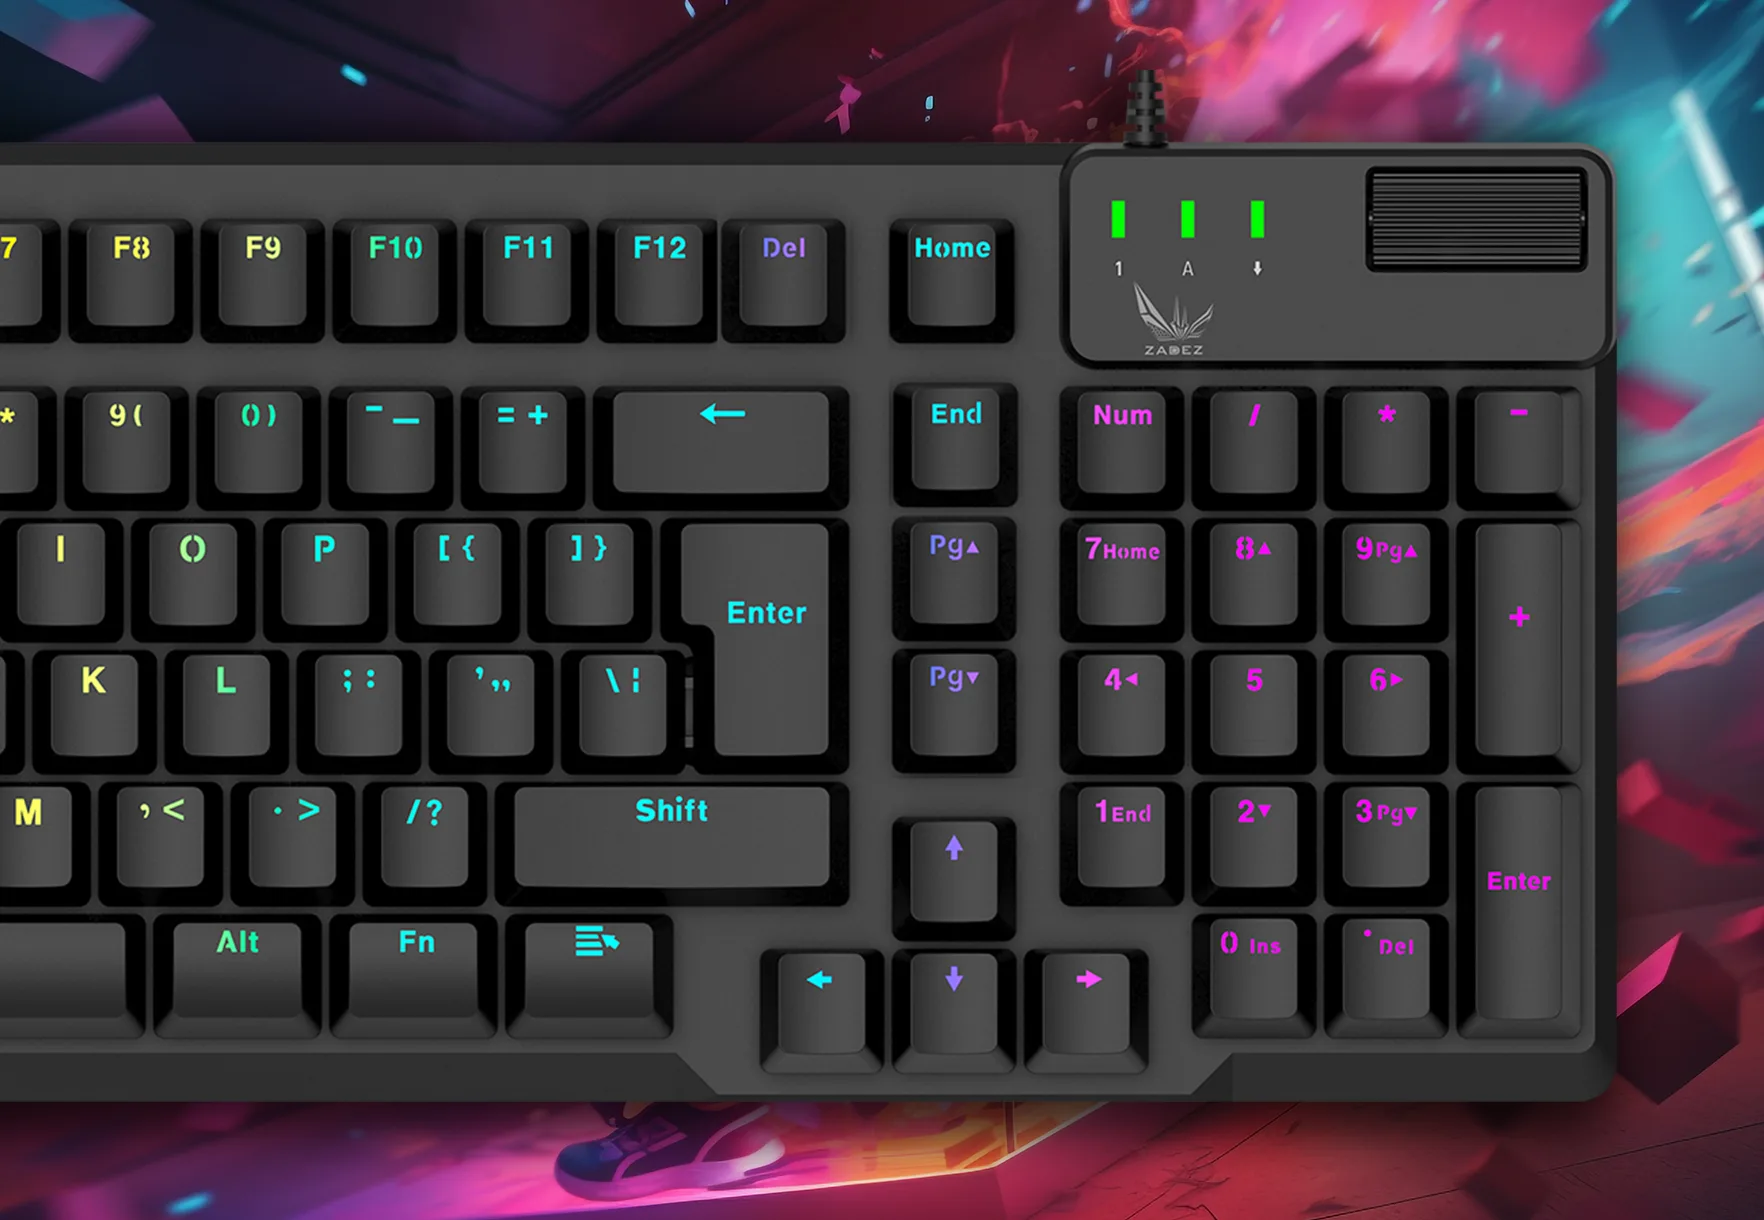 7 F8 F9 F10 F11 F12 Del Home
1 A
ZADEZ
* 9( 0) - _ = + ← End Num / * -
I O P [ { ] } Enter Pg▲ 7Home 8▲ 9Pg▲ +
K L ; : ' ,, \ ¦ Pg▼ 4◄ 5 6►
M , < . > / ? Shift ↑ 1End 2▼ 3Pg▼ Enter
Alt Fn ← ↓ → 0 Ins . Del